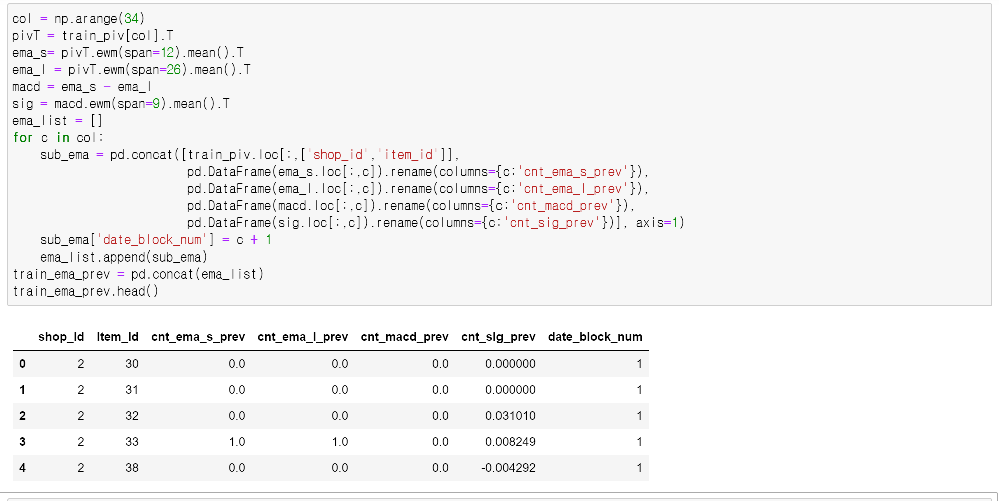 col = np.arange(34)
pivT = train_piv[col].T
ema_s= pivT.ewm(span=12).mean().T
ema_l = pivT.ewm(span=26).mean().T
macd = ema_s - ema_l
sig = macd.ewm(span=9).mean().T
ema_list = []
for c in col:
    sub_ema = pd.concat([train_piv.loc[:,['shop_id','item_id']],
                         pd.DataFrame(ema_s.loc[:,c]).rename(columns={c:'cnt_ema_s_prev'}),
                         pd.DataFrame(ema_l.loc[:,c]).rename(columns={c:'cnt_ema_l_prev'}),
                         pd.DataFrame(macd.loc[:,c]).rename(columns={c:'cnt_macd_prev'}),
                         pd.DataFrame(sig.loc[:,c]).rename(columns={c:'cnt_sig_prev'})], axis=1)
    sub_ema['date_block_num'] = c + 1
    ema_list.append(sub_ema)
train_ema_prev = pd.concat(ema_list)
train_ema_prev.head()
shop_id item_id cnt_ema_s_prev cnt_ema_l_prev cnt_macd_prev cnt_sig_prev date_block_num
0 2 30 0.0 0.0 0.0 0.000000 1
1 2 31 0.0 0.0 0.0 0.000000 1
2 2 32 0.0 0.0 0.0 0.031010 1
3 2 33 1.0 1.0 0.0 0.008249 1
4 2 38 0.0 0.0 0.0 -0.004292 1